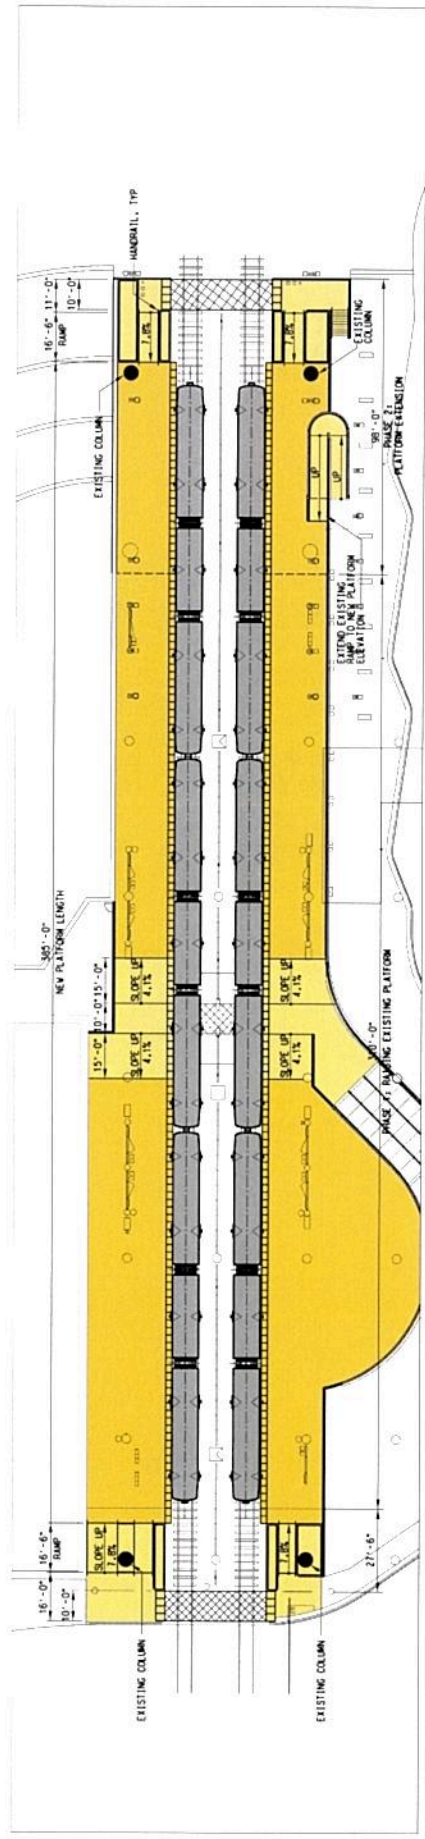 HANDRAIL, TYP
11'-0"
10'-0"
16'-6"
RAMP
7.8%
7.8%
EXISTING COLUMN
EXISTING
COLUMN
98'-0"
PHASE 2:
PLATFORM EXTENSION
UP
UP
EXTEND EXISTING
RAMP TO NEW PLATFORM
ELEVATION
385'-0"
NEW PLATFORM LENGTH
15'-0"
10'-0"
15'-0"
SLOPE UP
4.1%
SLOPE UP
4.1%
SLOPE UP
4.1%
SLOPE UP
4.1%
PHASE 1: RAISING EXISTING PLATFORM
16'-6"
RAMP
16'-0"
10'-0"
SLOPE UP
7.8%
7.8%
27'-6"
EXISTING COLUMN
EXISTING COLUMN